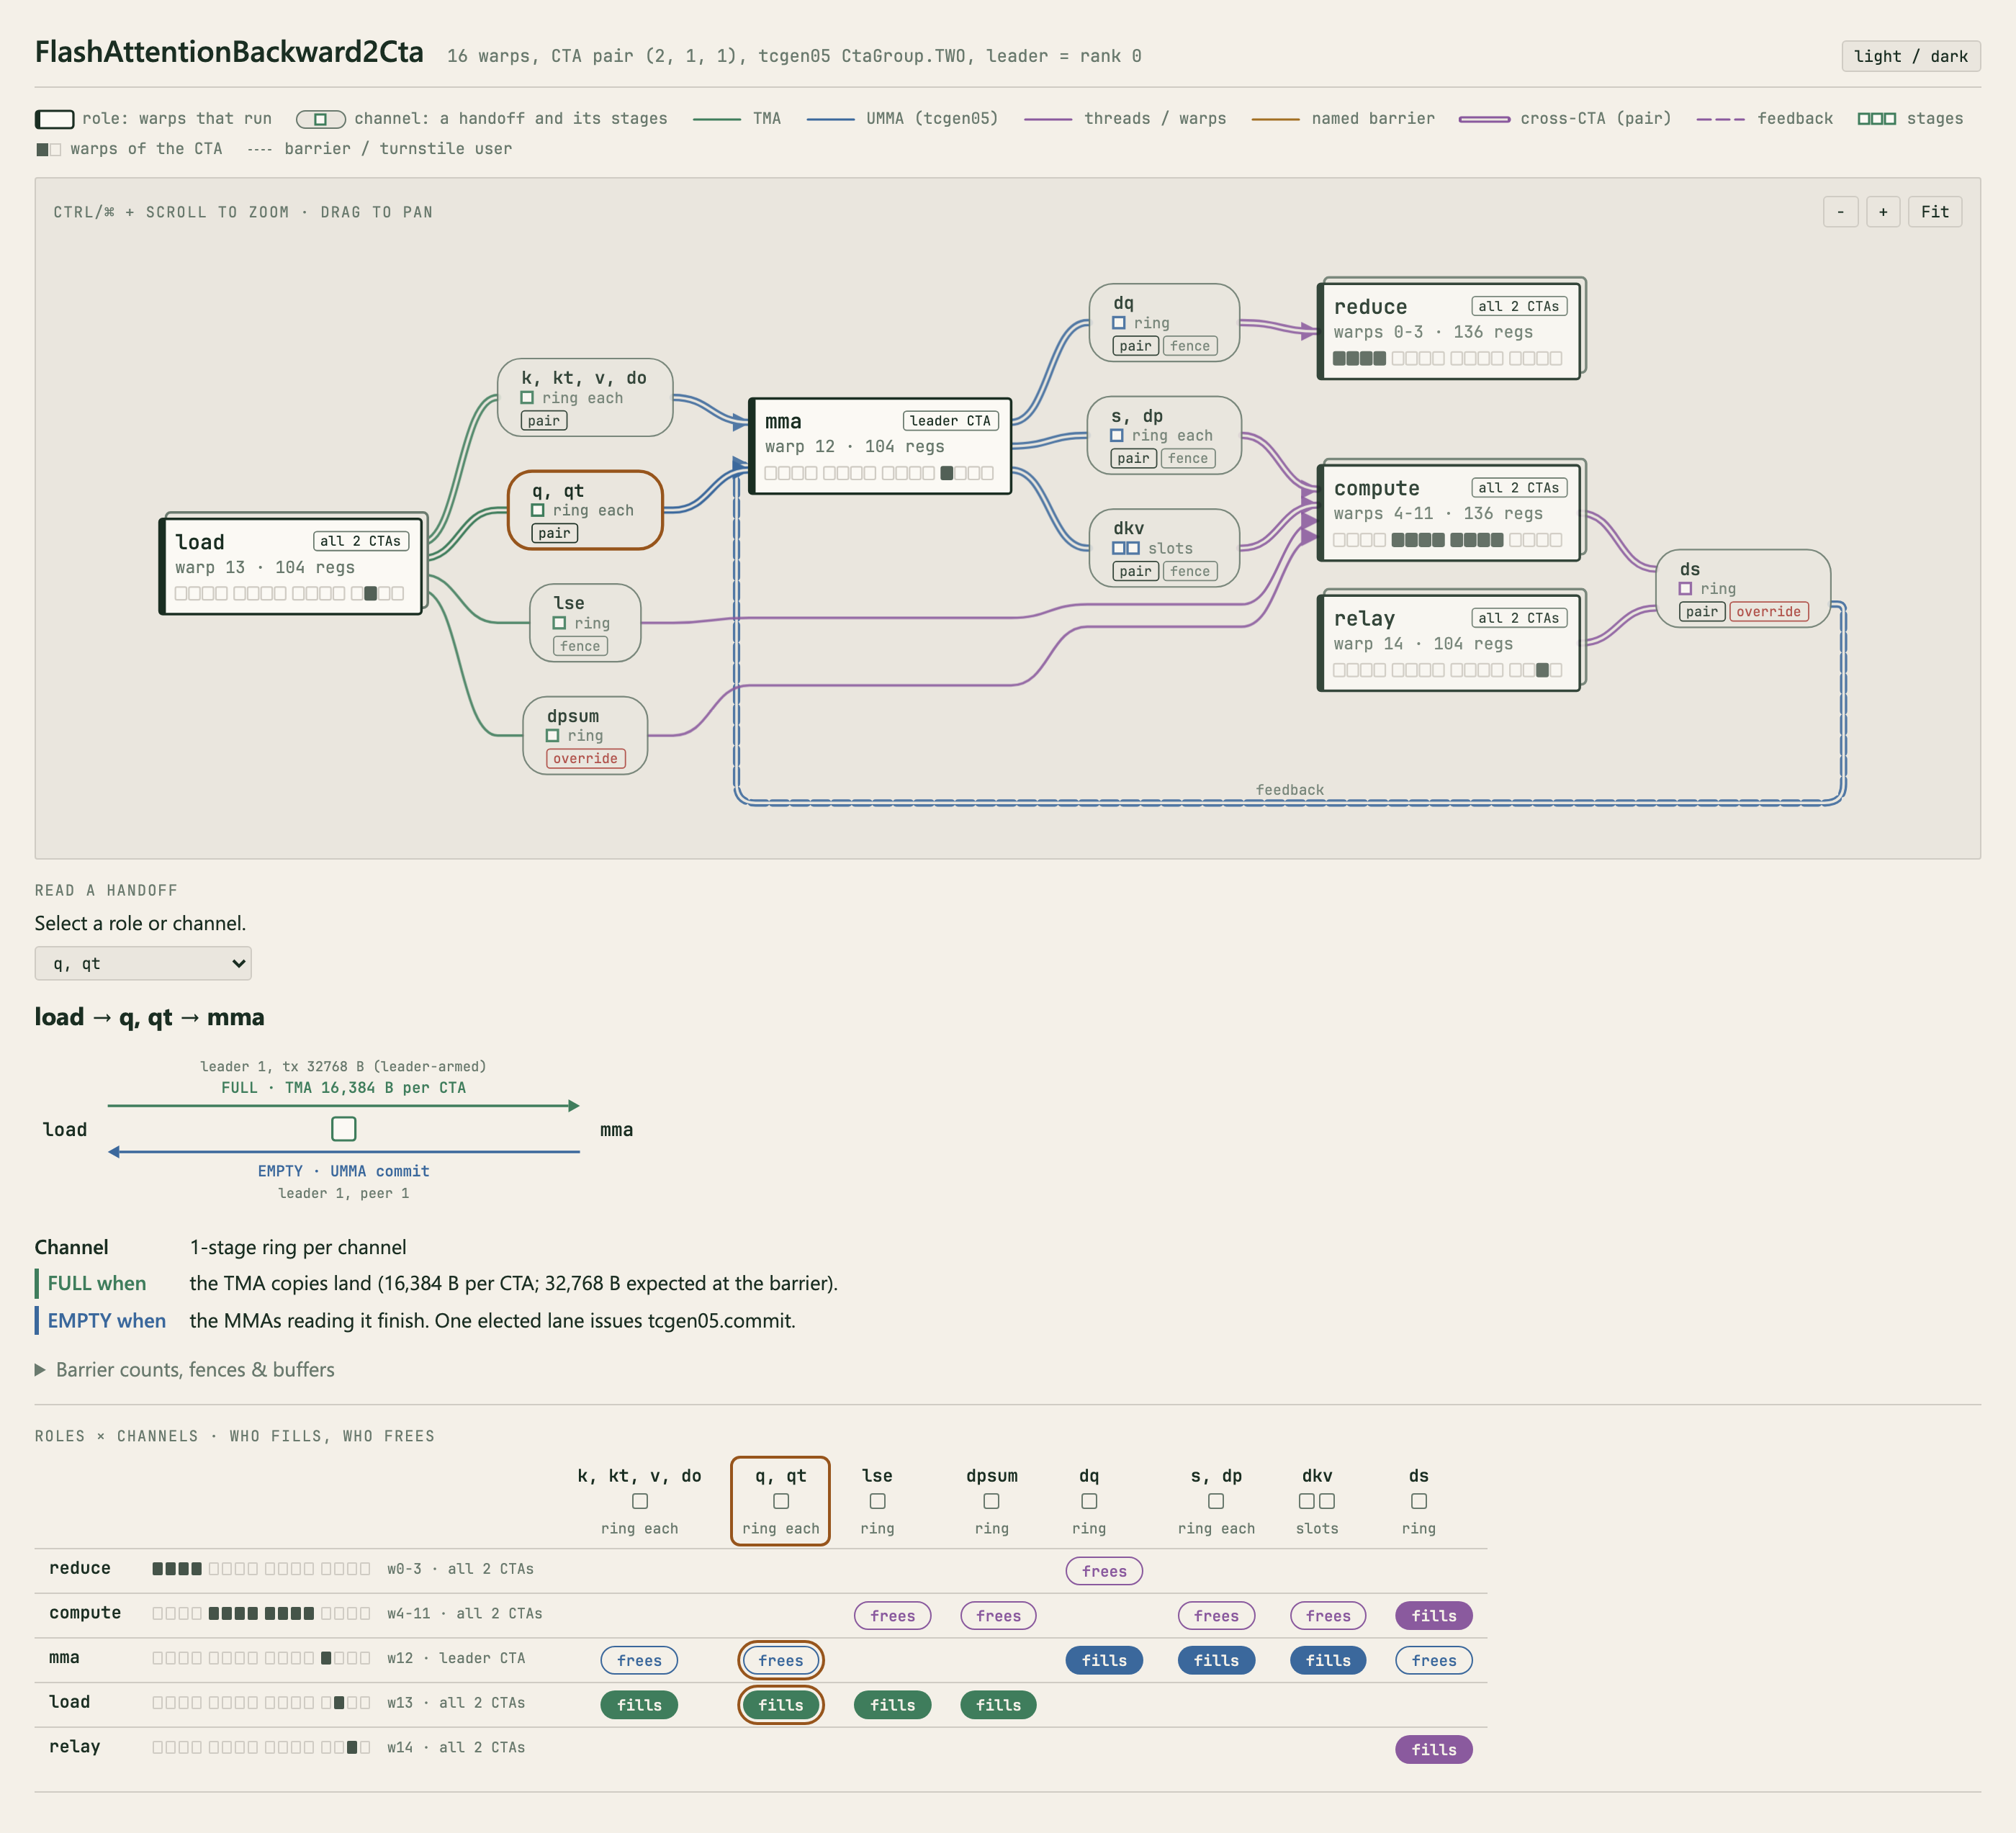 FlashAttentionBackward2Cta 16 warps, CTA pair (2, 1, 1), tcgen05 CtaGroup.TWO, leader = rank 0 light / dark
role: warps that run channel: a handoff and its stages TMA UMMA (tcgen05) threads / warps named barrier cross-CTA (pair) feedback stages
warps of the CTA barrier / turnstile user
CTRL/⌘ + SCROLL TO ZOOM · DRAG TO PAN - + Fit
load all 2 CTAs
warp 13 · 104 regs
k, kt, v, do
ring each
pair
q, qt
ring each
pair
lse
ring
fence
dpsum
ring
override
mma leader CTA
warp 12 · 104 regs
dq
ring
pair fence
s, dp
ring each
pair fence
dkv
slots
pair fence
reduce all 2 CTAs
warps 0-3 · 136 regs
compute all 2 CTAs
warps 4-11 · 136 regs
relay all 2 CTAs
warp 14 · 104 regs
ds
ring
pair override
feedback
READ A HANDOFF
Select a role or channel.
q, qt
load → q, qt → mma
leader 1, tx 32768 B (leader-armed)
FULL · TMA 16,384 B per CTA
load mma
EMPTY · UMMA commit
leader 1, peer 1
Channel 1-stage ring per channel
FULL when the TMA copies land (16,384 B per CTA; 32,768 B expected at the barrier).
EMPTY when the MMAs reading it finish. One elected lane issues tcgen05.commit.
▶ Barrier counts, fences & buffers
ROLES × CHANNELS · WHO FILLS, WHO FREES
k, kt, v, do q, qt lse dpsum dq s, dp dkv ds
ring each ring each ring ring ring ring each slots ring
reduce w0-3 · all 2 CTAs frees
compute w4-11 · all 2 CTAs frees frees frees frees fills
mma w12 · leader CTA frees frees fills fills fills frees
load w13 · all 2 CTAs fills fills fills fills
relay w14 · all 2 CTAs fills